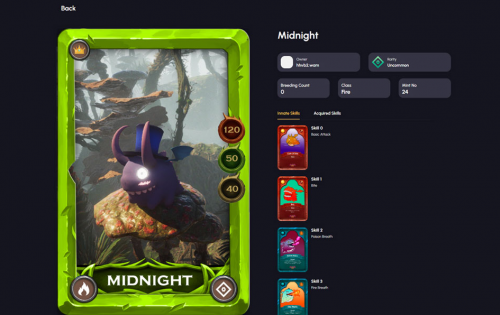 Back
Midnight
Owner
Rarity
Uncommon
Breeding Count
0
Class
Fire
Mint No
24
Innate Skills
Acquired Skills
120
50
40
MIDNIGHT
Skill 0
Basic Attack
Skill 1
Bite
Skill 2
Poison Breath
Skill 3
Fire Breath